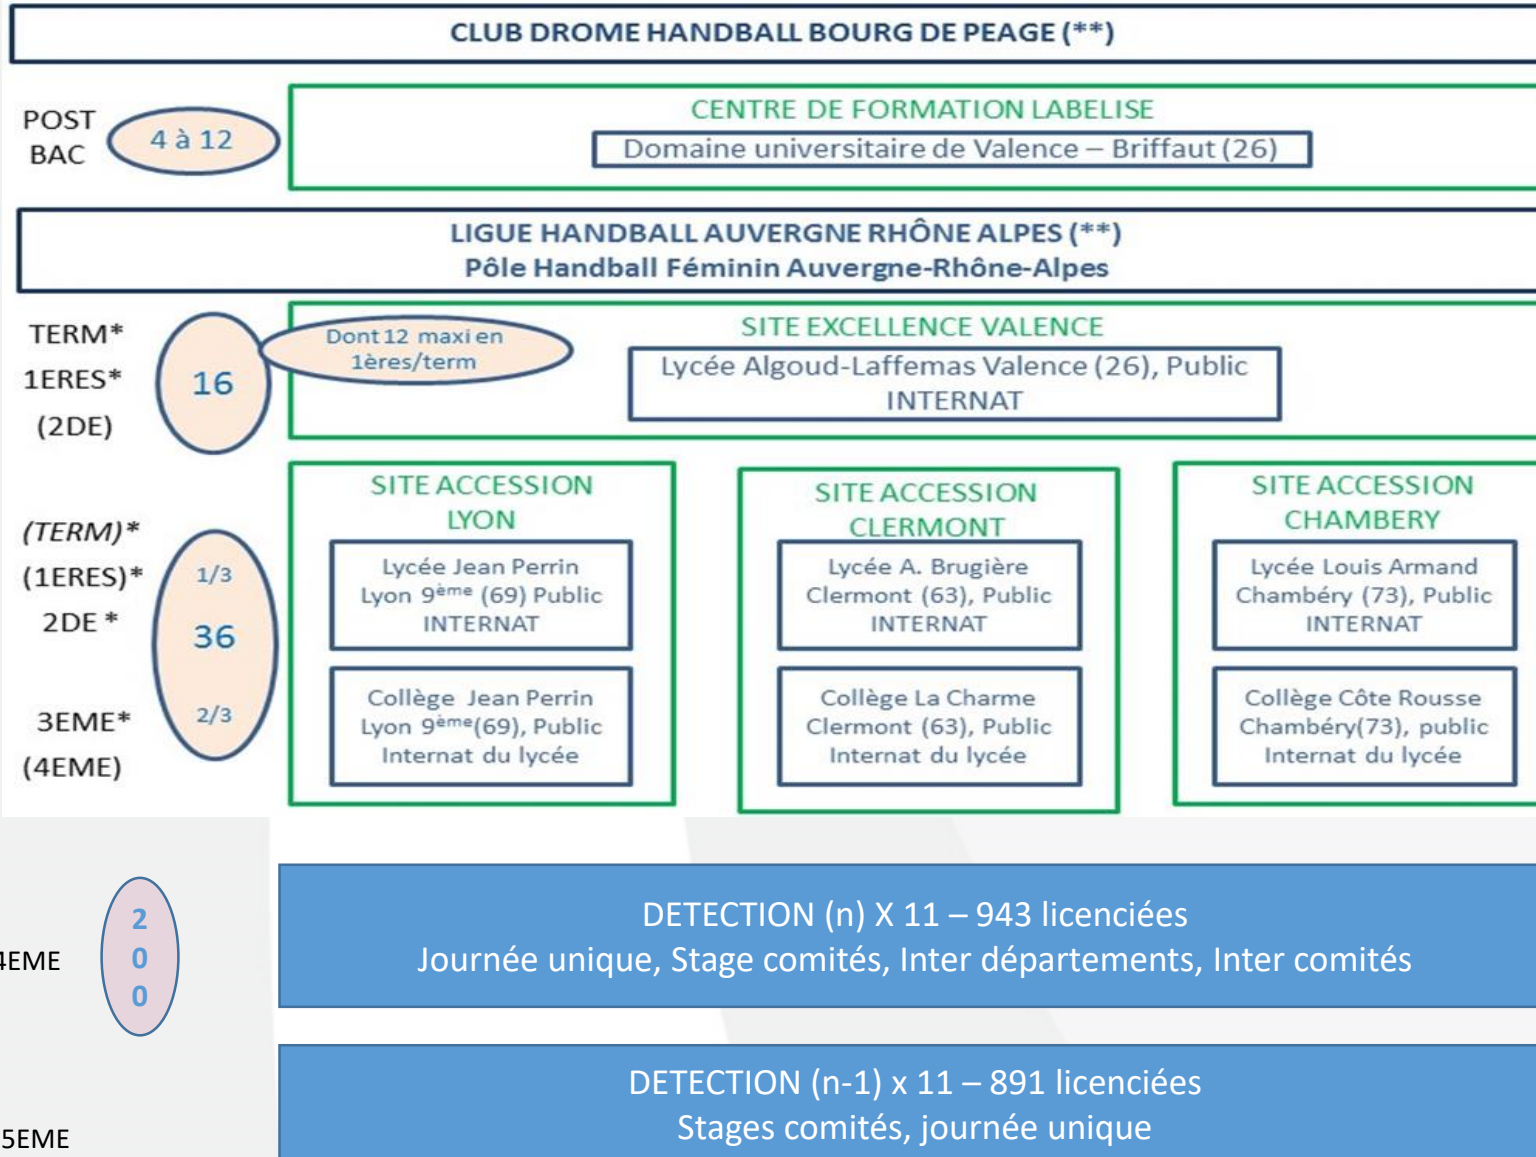 CLUB DROME HANDBALL BOURG DE PEAGE (**)
POST
BAC
4 à 12
CENTRE DE FORMATION LABELISE
Domaine universitaire de Valence – Briffaut (26)
LIGUE HANDBALL AUVERGNE RHÔNE ALPES (**)
Pôle Handball Féminin Auvergne-Rhône-Alpes
TERM*
1ERES*
(2DE)
16
Dont 12 maxi en
1ères/term
SITE EXCELLENCE VALENCE
Lycée Algoud-Laffemas Valence (26), Public
INTERNAT
(TERM)*
(1ERES)*
2DE *
3EME*
(4EME)
1/3
36
2/3
SITE ACCESSION
LYON
Lycée Jean Perrin
Lyon 9ème (69) Public
INTERNAT
Collège Jean Perrin
Lyon 9ème(69), Public
Internat du lycée
SITE ACCESSION
CLERMONT
Lycée A. Brugière
Clermont (63), Public
INTERNAT
Collège La Charme
Clermont (63), Public
Internat du lycée
SITE ACCESSION
CHAMBERY
Lycée Louis Armand
Chambéry (73), Public
INTERNAT
Collège Côte Rousse
Chambéry(73), public
Internat du lycée
4EME
2
0
0
DETECTION (n) X 11 – 943 licenciées
Journée unique, Stage comités, Inter départements, Inter comités
5EME
DETECTION (n-1) x 11 – 891 licenciées
Stages comités, journée unique